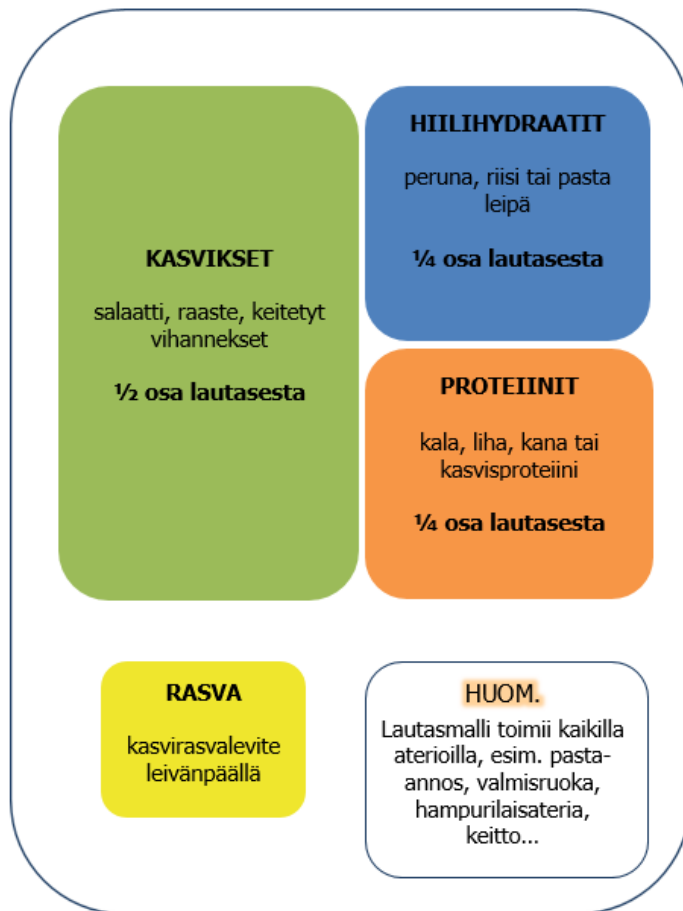 KASVIKSET
salaatti, raaste, keitetyt
vihannekset
½ osa lautasesta
HIILIHYDRAATIT
peruna, riisi tai pasta
leipä
¼ osa lautasesta
PROTEIINIT
kala, liha, kana tai
kasvisproteiini
¼ osa lautasesta
RASVA
kasvirasvalevite
leivänpäällä
HUOM.
Lautasmalli toimii kaikilla
aterioilla, esim. pasta-
annos, valmisruoka,
hampurilaisateria,
keitto...